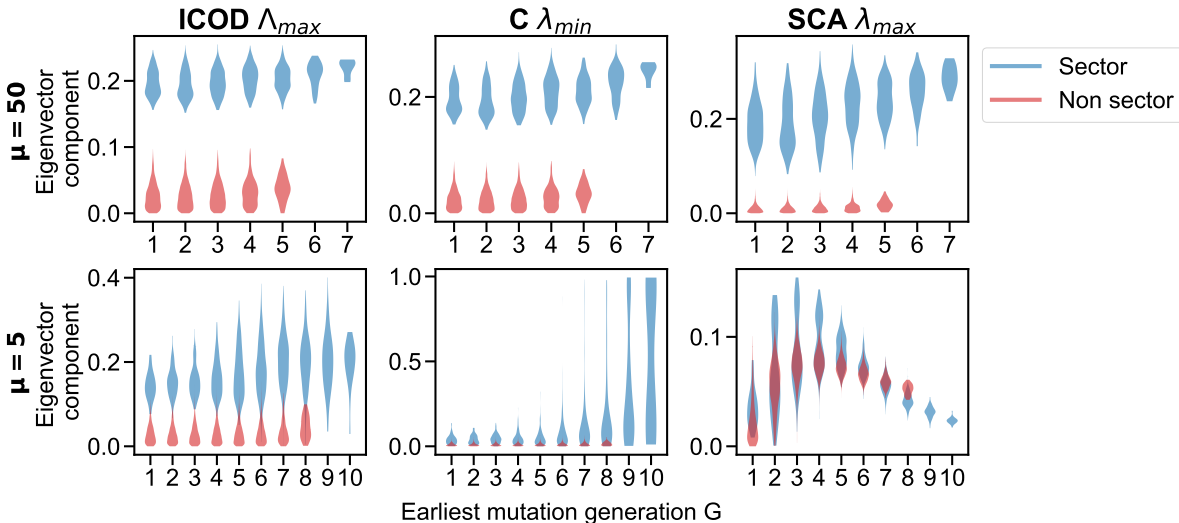 ICOD Λmax
C λmin
SCA λmax
μ = 50
Eigenvector
component
0.2
0.1
0.0
1 2 3 4 5 6 7
0.2
0.0
1 2 3 4 5 6 7
0.2
0.0
1 2 3 4 5 6 7
Sector
Non sector
μ = 5
Eigenvector
component
0.4
0.2
0.0
1 2 3 4 5 6 7 8 9 10
1.0
0.5
0.0
1 2 3 4 5 6 7 8 9 10
0.1
0.0
1 2 3 4 5 6 7 8 9 10
Earliest mutation generation G